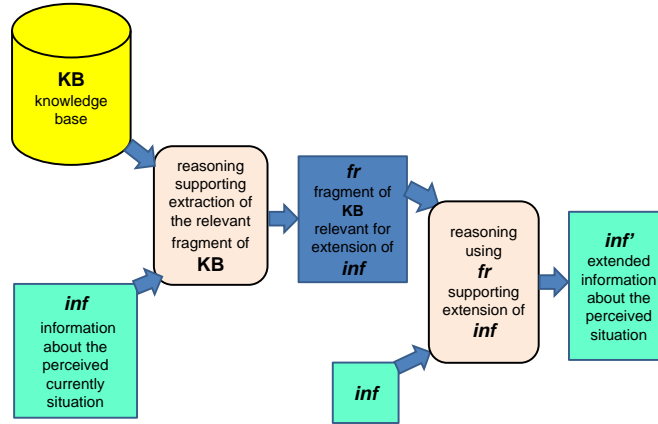 KB
knowledge
base
reasoning
supporting
extraction of
the relevant
fragment of
KB
fr
fragment of
KB
relevant for
extension of
inf
reasoning
using
fr
supporting
extension of
inf
inf'
extended
information
about the
perceived
situation
inf
information
about the
perceived
currently
situation
inf